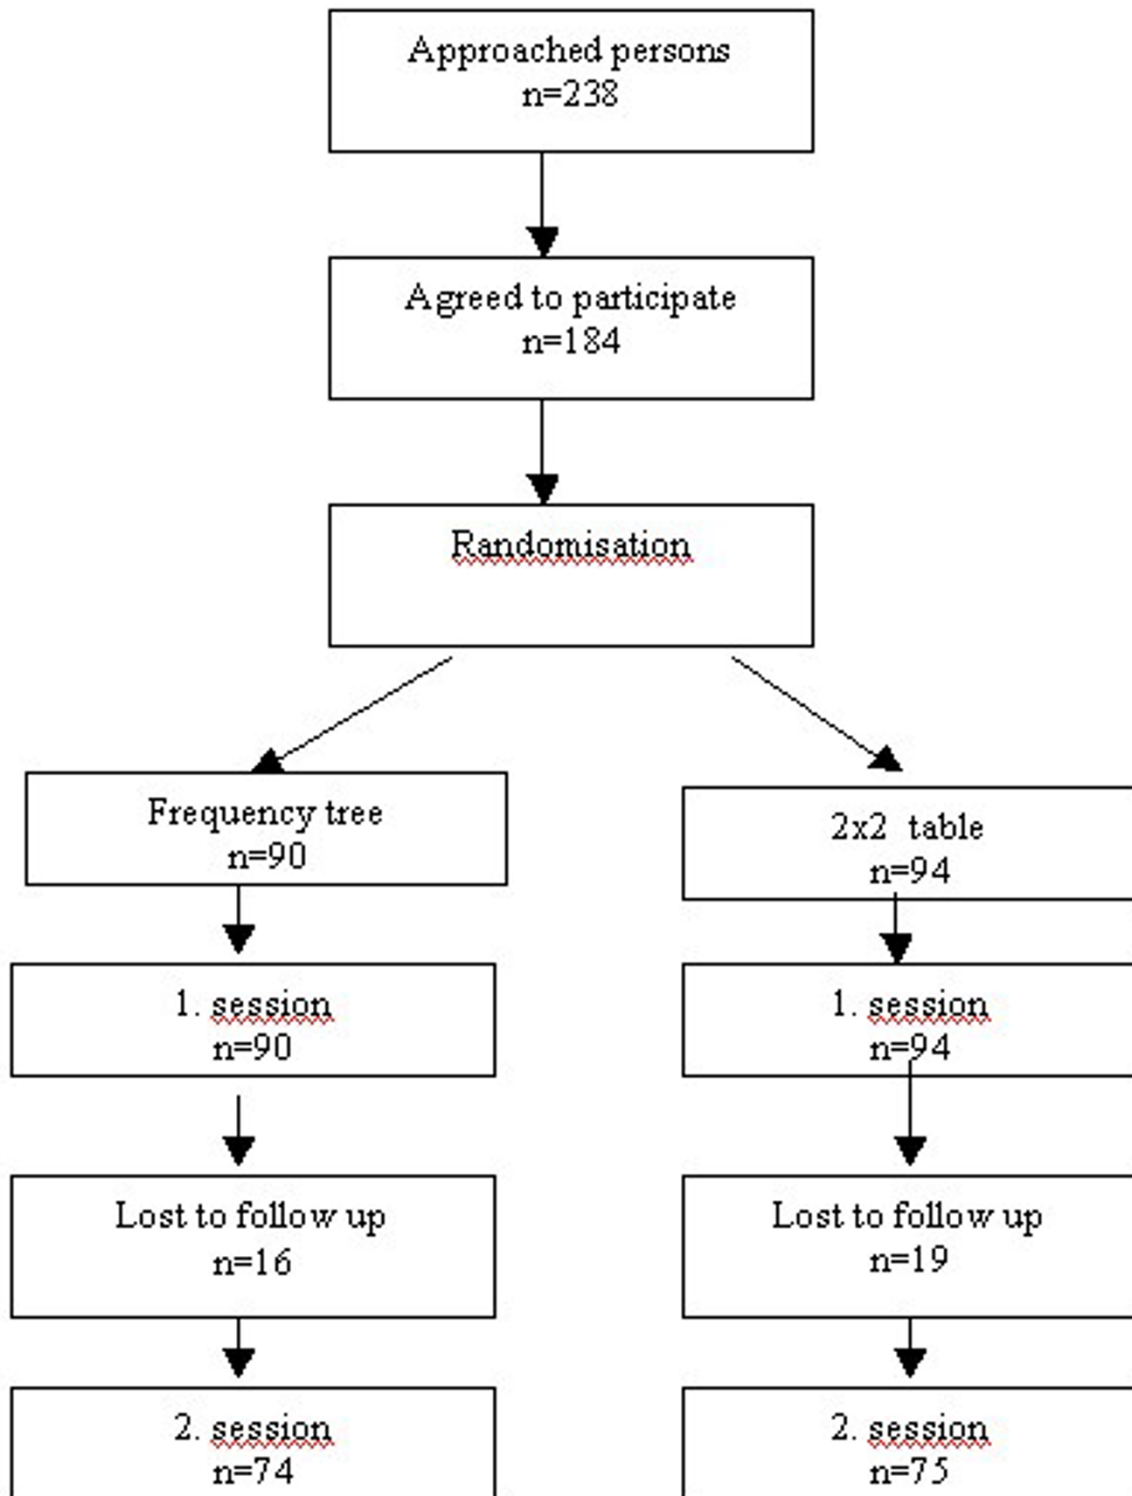 Approached persons
n=238
Agreed to participate
n=184
Randomisation
Frequency tree
n=90
2x2 table
n=94
1. session
n=90
1. session
n=94
Lost to follow up
n=16
Lost to follow up
n=19
2. session
n=74
2. session
n=75